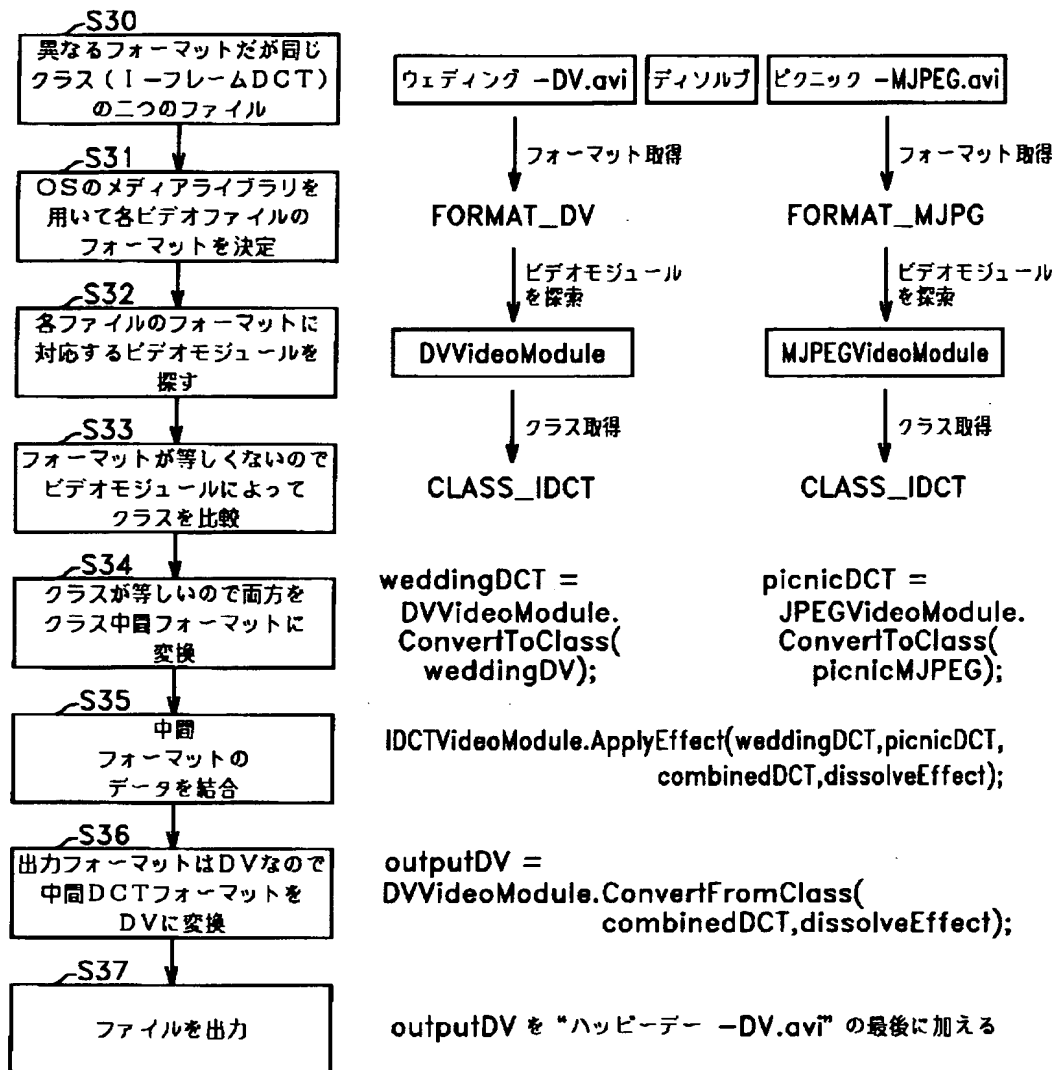 S30
異なるフォーマットだが同じ
クラス(I-フレームDCT)
の二つのファイル
ウェディング -DV.avi
ディソルブ
ピクニック -MJPEG.avi
フォーマット取得
フォーマット取得
S31
OSのメディアライブラリを
用いて各ビデオファイルの
フォーマットを決定
FORMAT_DV
FORMAT_MJPG
ビデオモジュール
を探索
ビデオモジュール
を探索
S32
各ファイルのフォーマットに
対応するビデオモジュールを
探す
DVVideoModule
MJPEGVideoModule
クラス取得
クラス取得
S33
フォーマットが等しくないので
ビデオモジュールによって
クラスを比較
CLASS_IDCT
CLASS_IDCT
S34
クラスが等しいので両方を
クラス中間フォーマットに
変換
weddingDCT =
DVVideoModule.
ConvertToClass(
weddingDV);
picnicDCT =
JPEGVideoModule.
ConvertToClass(
picnicMJPEG);
S35
中間
フォーマットの
データを結合
IDCTVideoModule.ApplyEffect(weddingDCT,picnicDCT,
combinedDCT,dissolveEffect);
S36
出力フォーマットはDVなので
中間DCTフォーマットを
DVに変換
outputDV =
DVVideoModule.ConvertFromClass(
combinedDCT,dissolveEffect);
S37
ファイルを出力
outputDV を "ハッピーデー -DV.avi" の最後に加える